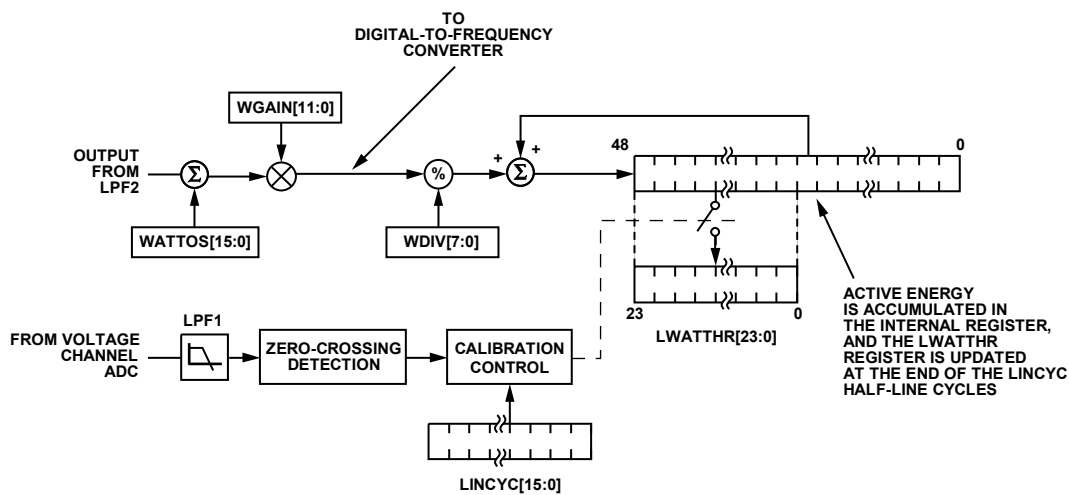 TO
DIGITAL-TO-FREQUENCY
CONVERTER
WGAIN[11:0]
OUTPUT
FROM
LPF2
Σ
%
+
+
Σ
48
0
WATTOS[15:0]
WDIV[7:0]
23
0
LWATTHR[23:0]
ACTIVE ENERGY
IS ACCUMULATED IN
THE INTERNAL REGISTER,
AND THE LWATTHR
REGISTER IS UPDATED
AT THE END OF THE LINCYC
HALF-LINE CYCLES
FROM VOLTAGE
CHANNEL
ADC
LPF1
ZERO-CROSSING
DETECTION
CALIBRATION
CONTROL
LINCYC[15:0]